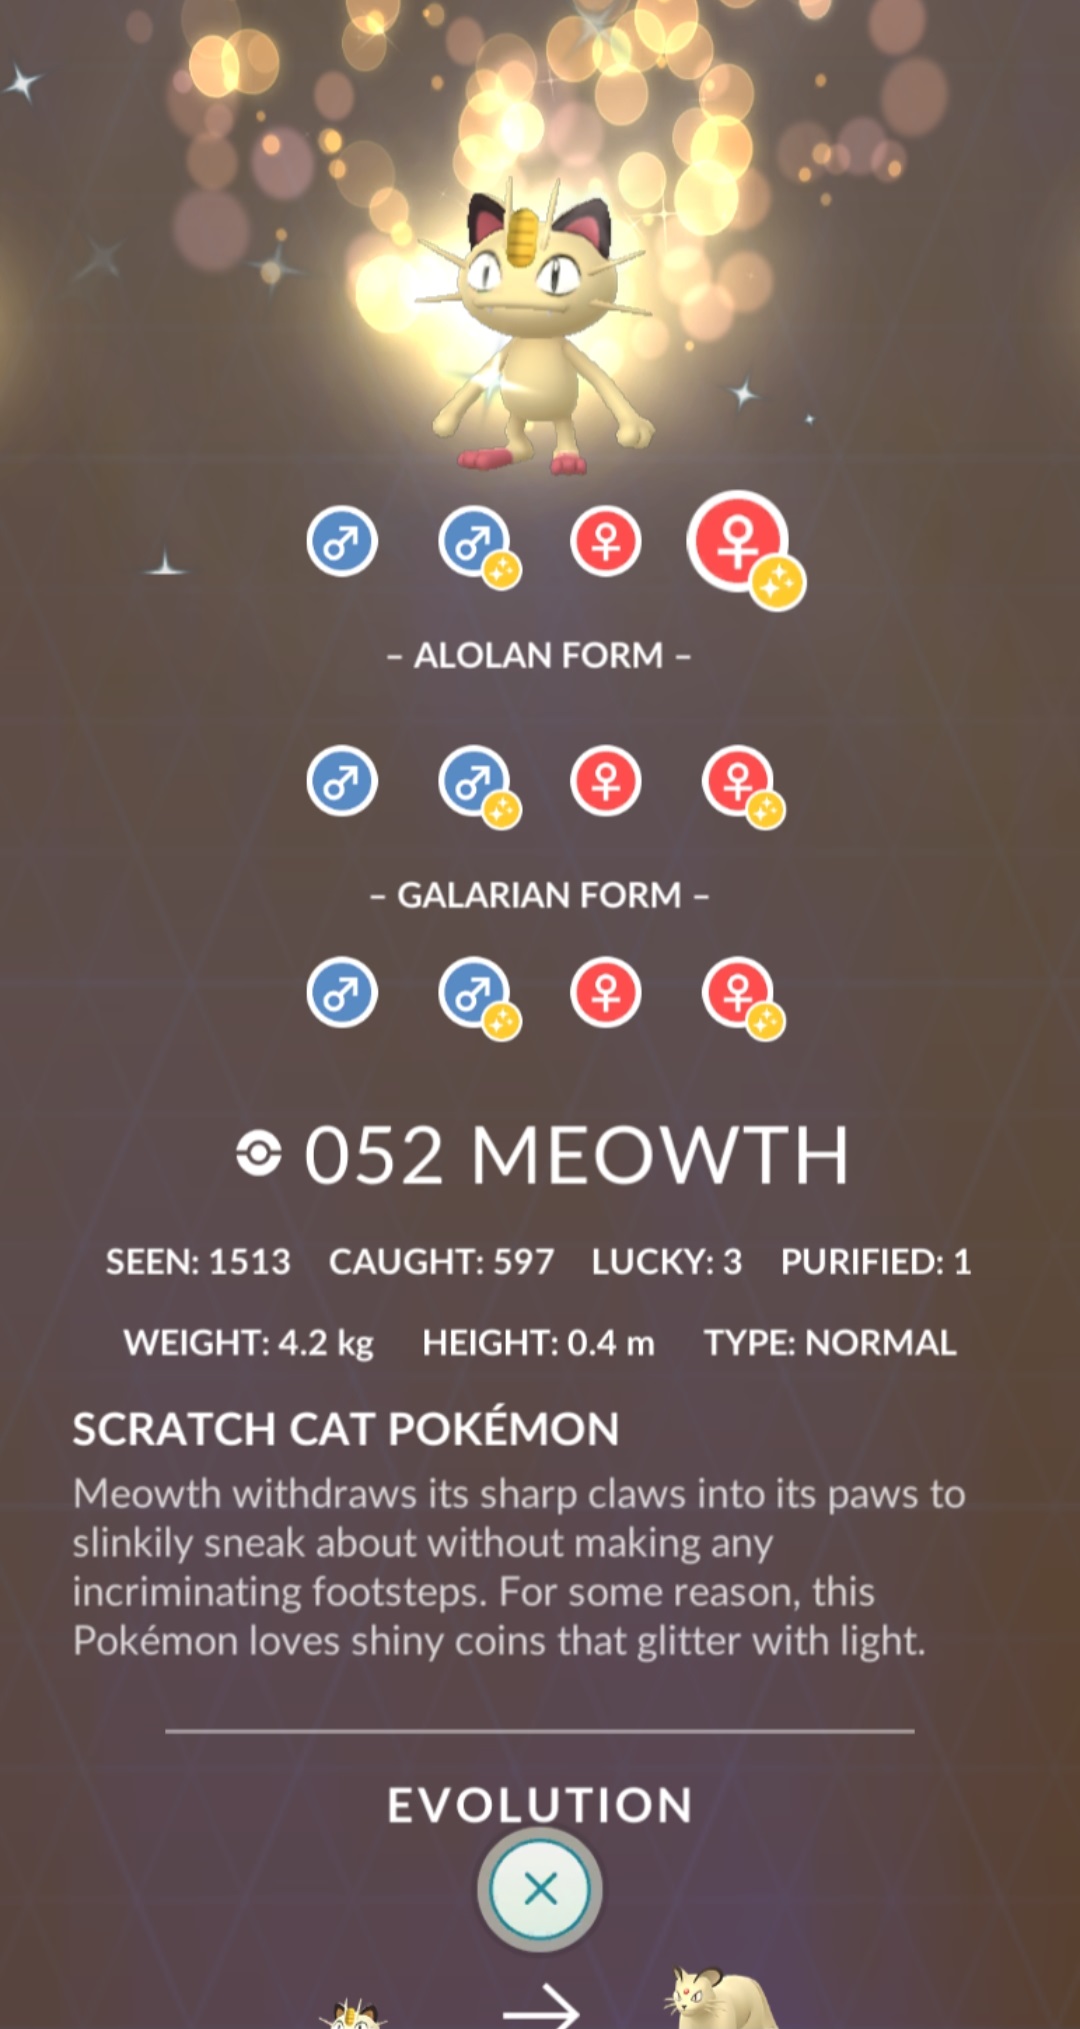 – ALOLAN FORM –
– GALARIAN FORM –
052 MEOWTH
SEEN: 1513 CAUGHT: 597 LUCKY: 3 PURIFIED: 1
WEIGHT: 4.2 kg HEIGHT: 0.4 m TYPE: NORMAL
SCRATCH CAT POKÉMON
Meowth withdraws its sharp claws into its paws to
slinkily sneak about without making any
incriminating footsteps. For some reason, this
Pokémon loves shiny coins that glitter with light.
EVOLUTION